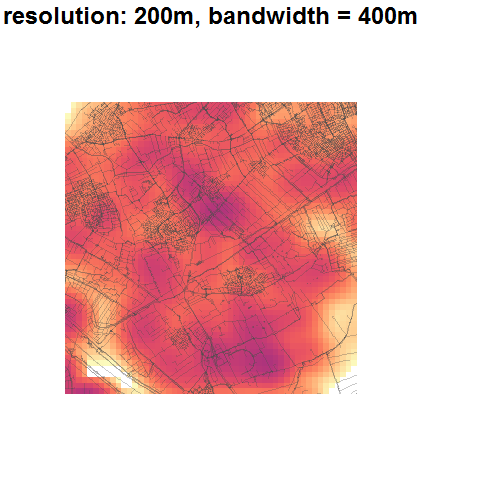 resolution: 200m, bandwidth = 400m